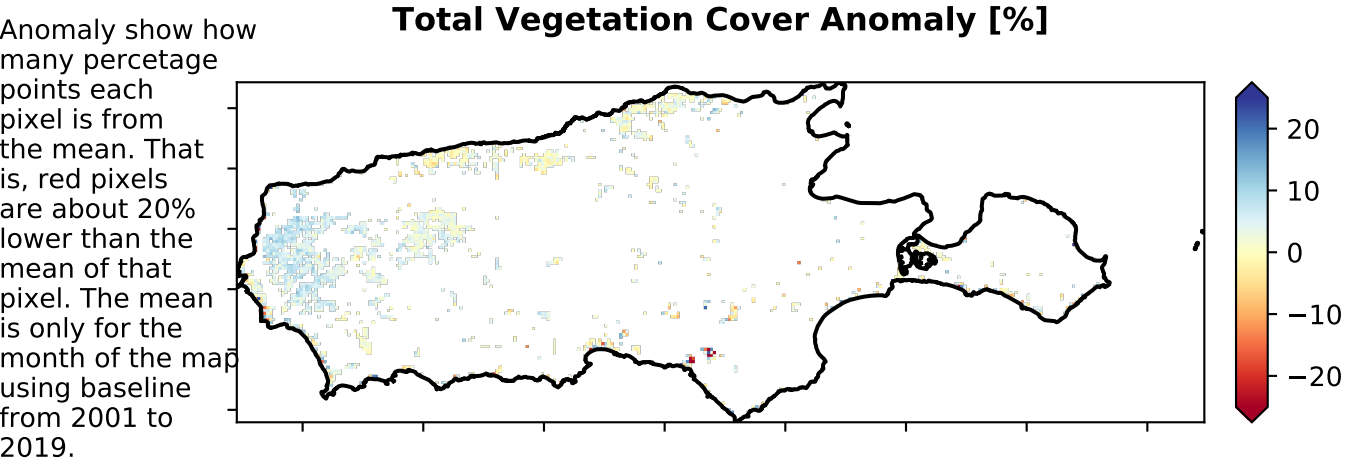 Total Vegetation Cover Anomaly [%]
Anomaly show how
many percetage
points each
pixel is from
the mean. That
is, red pixels
are about 20%
lower than the
mean of that
pixel. The mean
is only for the
month of the map
using baseline
from 2001 to
2019.
20
10
0
−10
−20